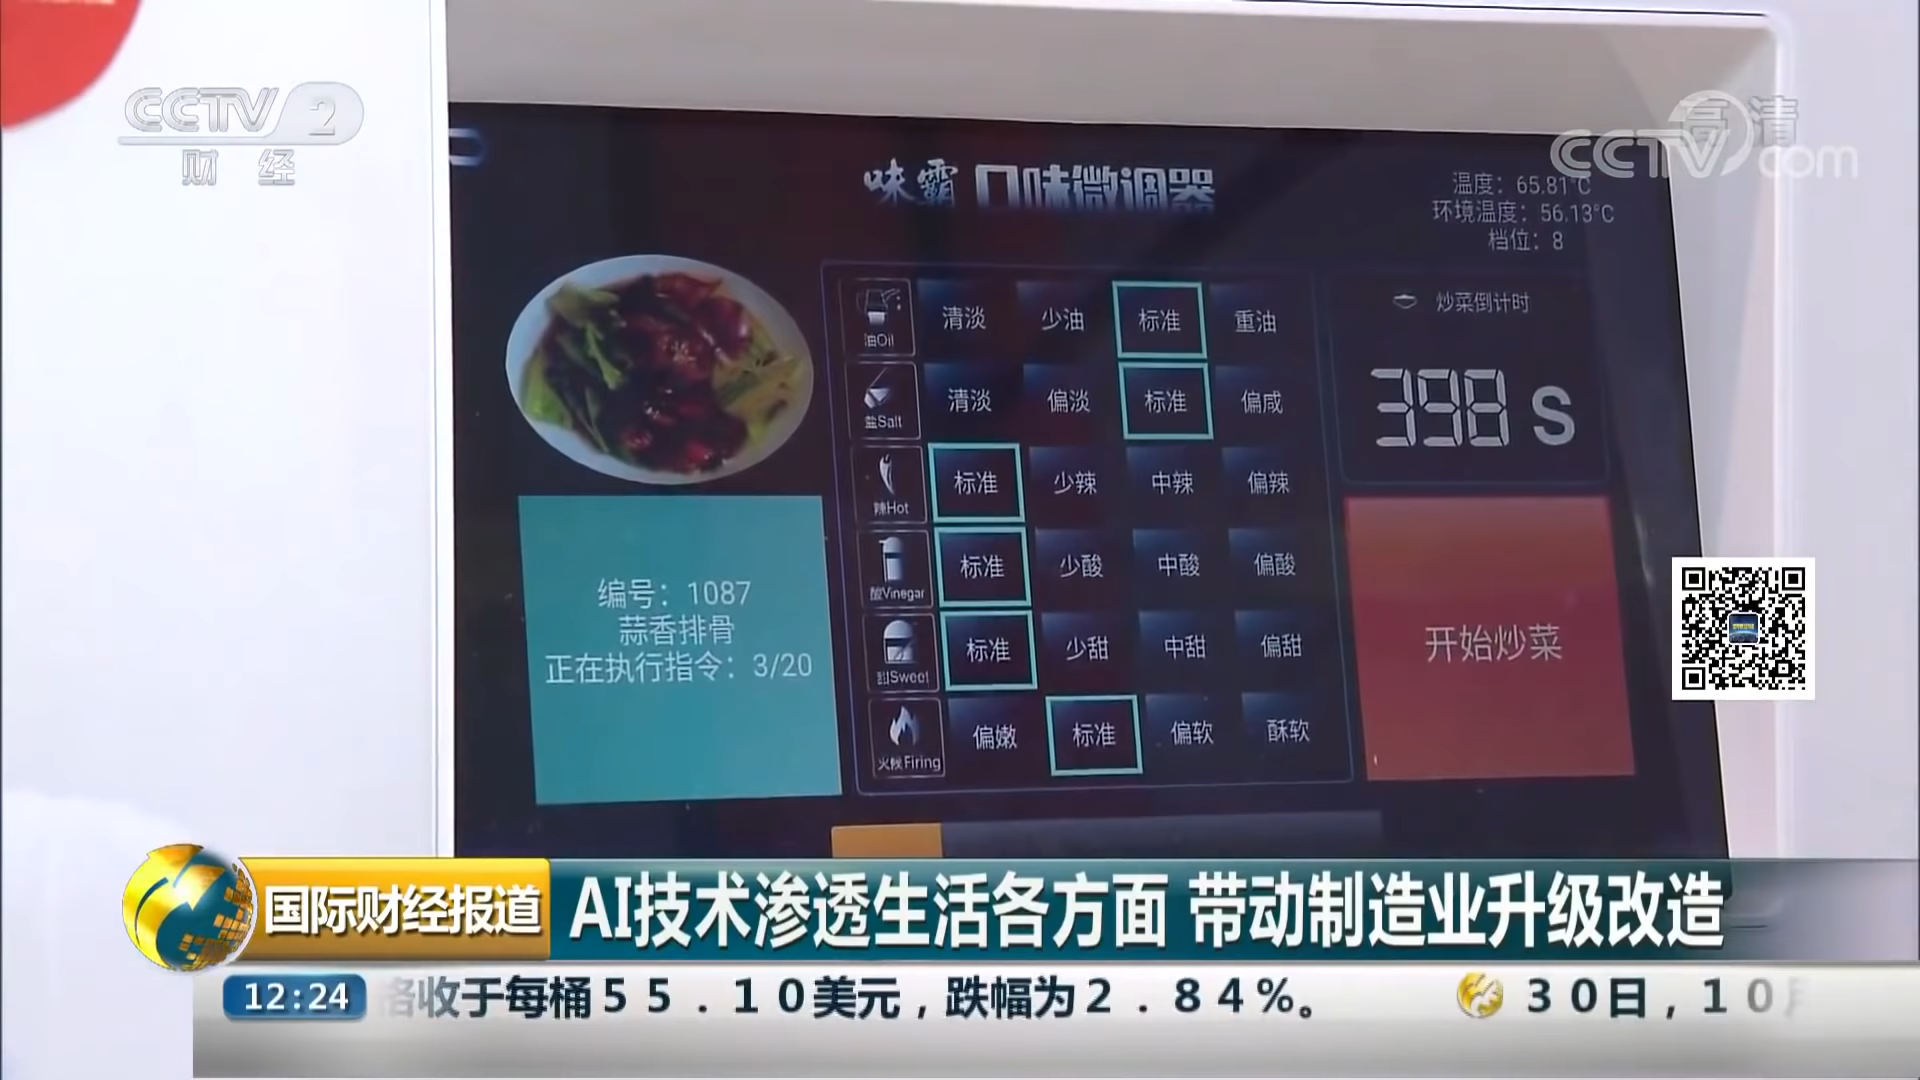 CCTV 2
财 经
高清
CCTV.com
味霸 口味微调器
温度：65.81°C
环境温度：56.13°C
档位：8
油Oil 清淡 少油 标准 重油
盐Salt 清淡 偏淡 标准 偏咸
辣Hot 标准 少辣 中辣 偏辣
酸Vinegar 标准 少酸 中酸 偏酸
甜Sweet 标准 少甜 中甜 偏甜
火候Firing 偏嫩 标准 偏软 酥软
炒菜倒计时
398 S
编号：1087
蒜香排骨
正在执行指令：3/20
开始炒菜
国际财经报道
AI技术渗透生活各方面 带动制造业升级改造
12:24 格收于每桶55.10美元，跌幅为2.84%。 30日，10月